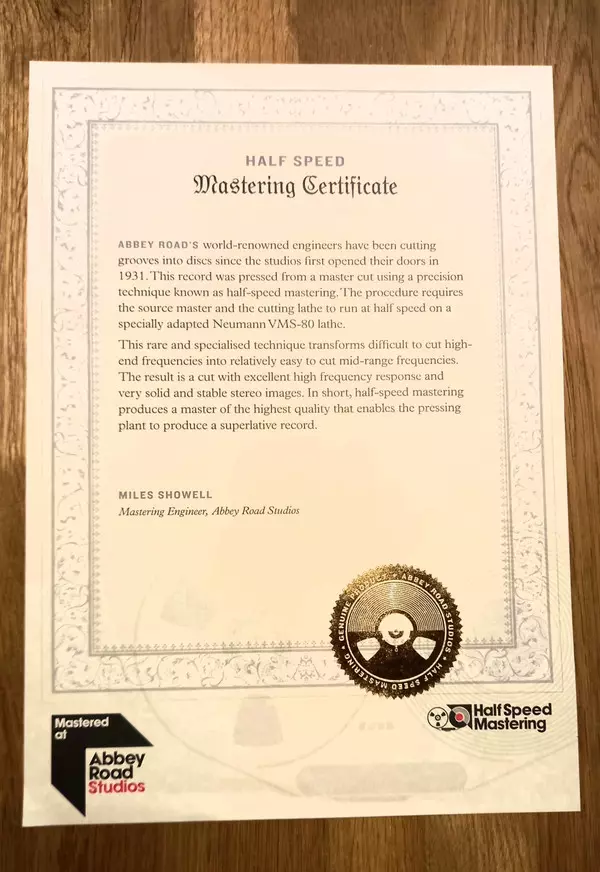 HALF SPEED
Mastering Certificate
ABBEY ROAD'S world-renowned engineers have been cutting
grooves into discs since the studios first opened their doors in
1931. This record was pressed from a master cut using a precision
technique known as half-speed mastering. The procedure requires
the source master and the cutting lathe to run at half speed on a
specially adapted Neumann VMS-80 lathe.
This rare and specialised technique transforms difficult to cut high-
end frequencies into relatively easy to cut mid-range frequencies.
The result is a cut with excellent high frequency response and
very solid and stable stereo images. In short, half-speed mastering
produces a master of the highest quality that enables the pressing
plant to produce a superlative record.
MILES SHOWELL
Mastering Engineer, Abbey Road Studios
GENUINE PRODUCT • ABBEY ROAD STUDIOS • HALF SPEED MASTERING •
Half Speed
Mastering
Mastered
at
Abbey
Road
Studios